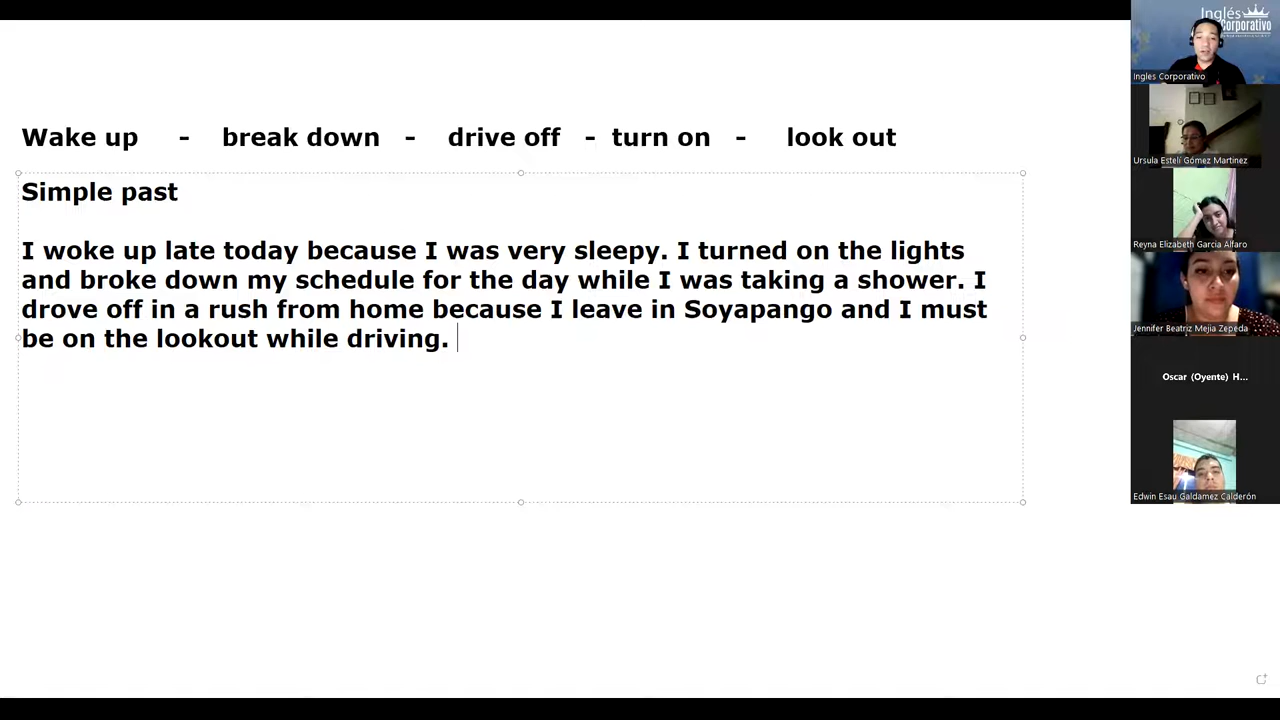 Wake up - break down - drive off - turn on - look out
Simple past
I woke up late today because I was very sleepy. I turned on the lights
and broke down my schedule for the day while I was taking a shower. I
drove off in a rush from home because I leave in Soyapango and I must
be on the lookout while driving.
Inglés
Corporativo
Ingles Corporativo
Ursula Estelí Gómez Martinez
Reyna Elizabeth Garcia Alfaro
Jennifer Beatriz Mejia Zepeda
Oscar (Oyente) H...
Edwin Esau Galdamez Calderón